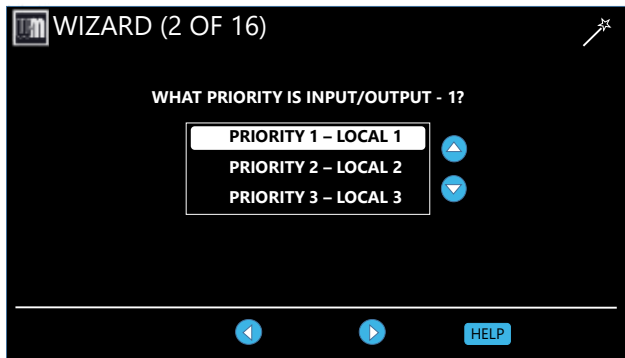 WIZARD (2 OF 16)
WHAT PRIORITY IS INPUT/OUTPUT - 1?
PRIORITY 1 – LOCAL 1
PRIORITY 2 – LOCAL 2
PRIORITY 3 – LOCAL 3
HELP